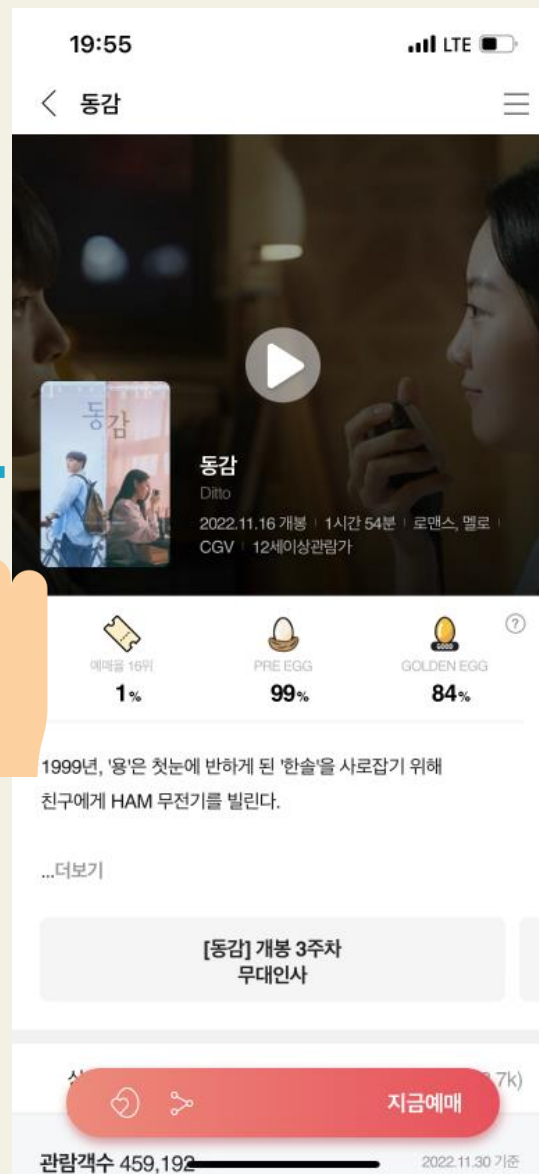 19:55
LTE
동감
동감
동감
Ditto
2022.11.16 개봉 | 1시간 54분 | 로맨스, 멜로 |
CGV | 12세이상관람가
?
예매율 16위
PRE EGG
GOLDEN EGG
1%
99%
84%
1999년, '용'은 첫눈에 반하게 된 '한솔'을 사로잡기 위해
친구에게 HAM 무전기를 빌린다.
...더보기
[동감] 개봉 3주차
무대인사
7k)
지금예매
관람객수 459,192
2022.11.30 기준